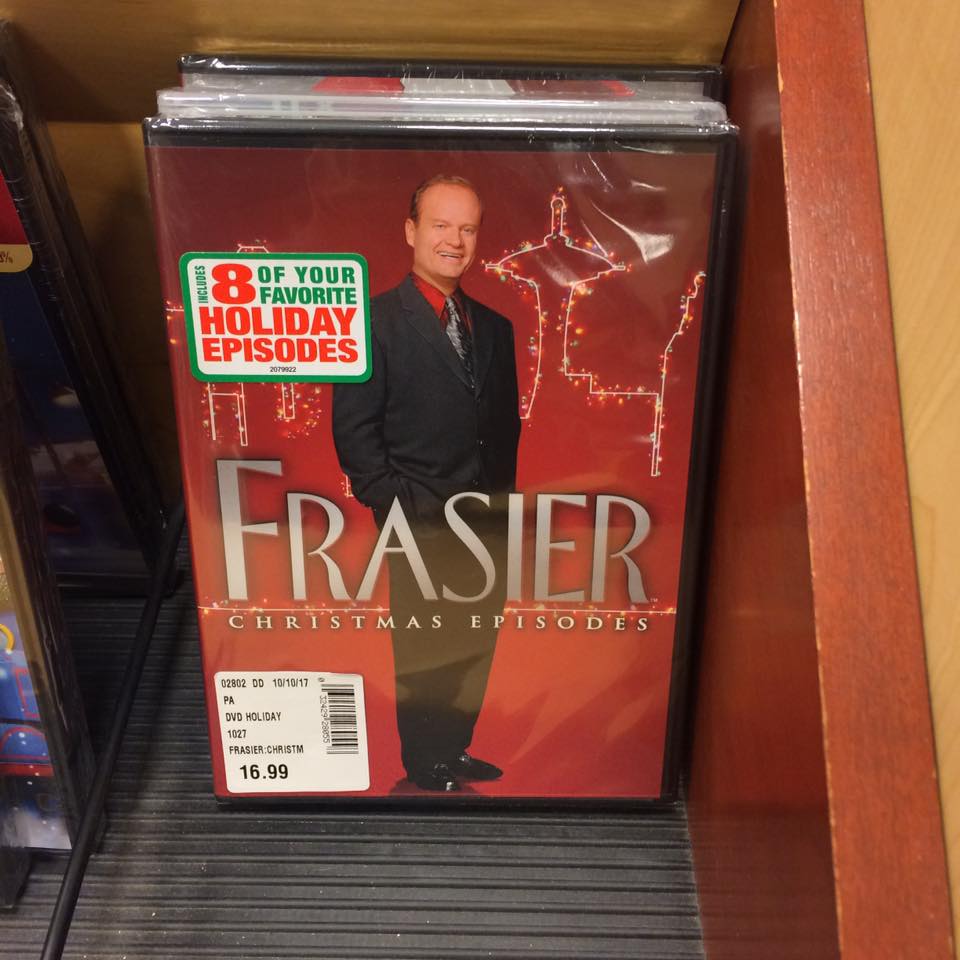 INCLUDES
8 OF YOUR
FAVORITE
HOLIDAY
EPISODES
2079922
FRASIER
CHRISTMAS EPISODES
02802 DD 10/10/17
PA
DVD HOLIDAY
1027
FRASIER:CHRISTM
16.99